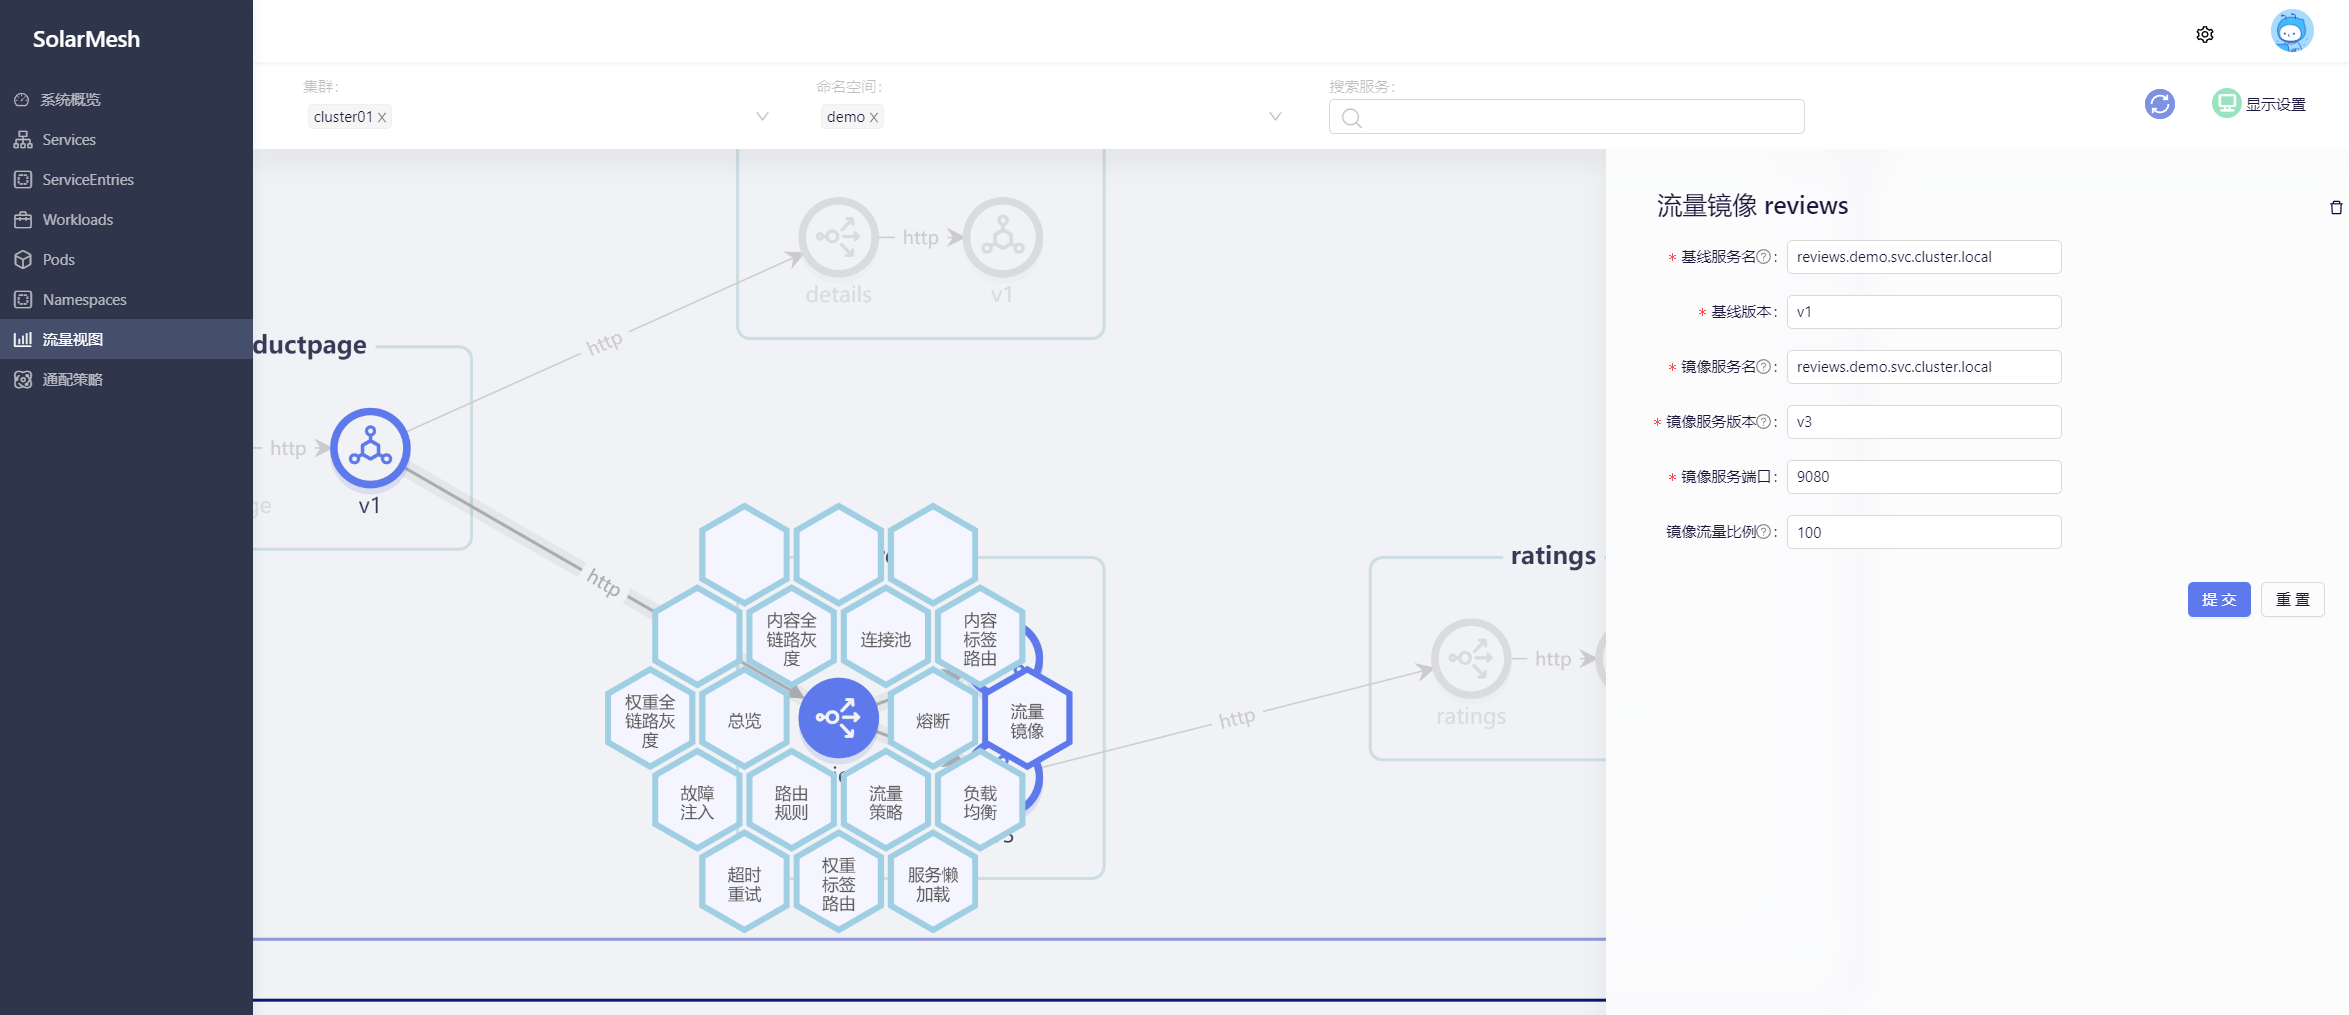 SolarMesh
系统概览
Services
ServiceEntries
Workloads
Pods
Namespaces
流量视图
通配策略
集群：
cluster01 X
命名空间：
demo X
搜索服务：
显示设置
http
details
v1
http
ductpage
http
v1
http
内容全
链路灰
度
连接池
内容
标签
路由
权重全
链路灰
度
总览
熔断
流量
镜像
故障
注入
路由
规则
流量
策略
负载
均衡
超时
重试
权重
标签
路由
服务懒
加载
http
ratings
http
ratings
流量镜像 reviews
* 基线服务名 ? ： reviews.demo.svc.cluster.local
* 基线版本： v1
* 镜像服务名 ? ： reviews.demo.svc.cluster.local
* 镜像服务版本 ? ： v3
* 镜像服务端口： 9080
镜像流量比例 ? ： 100
提 交
重 置